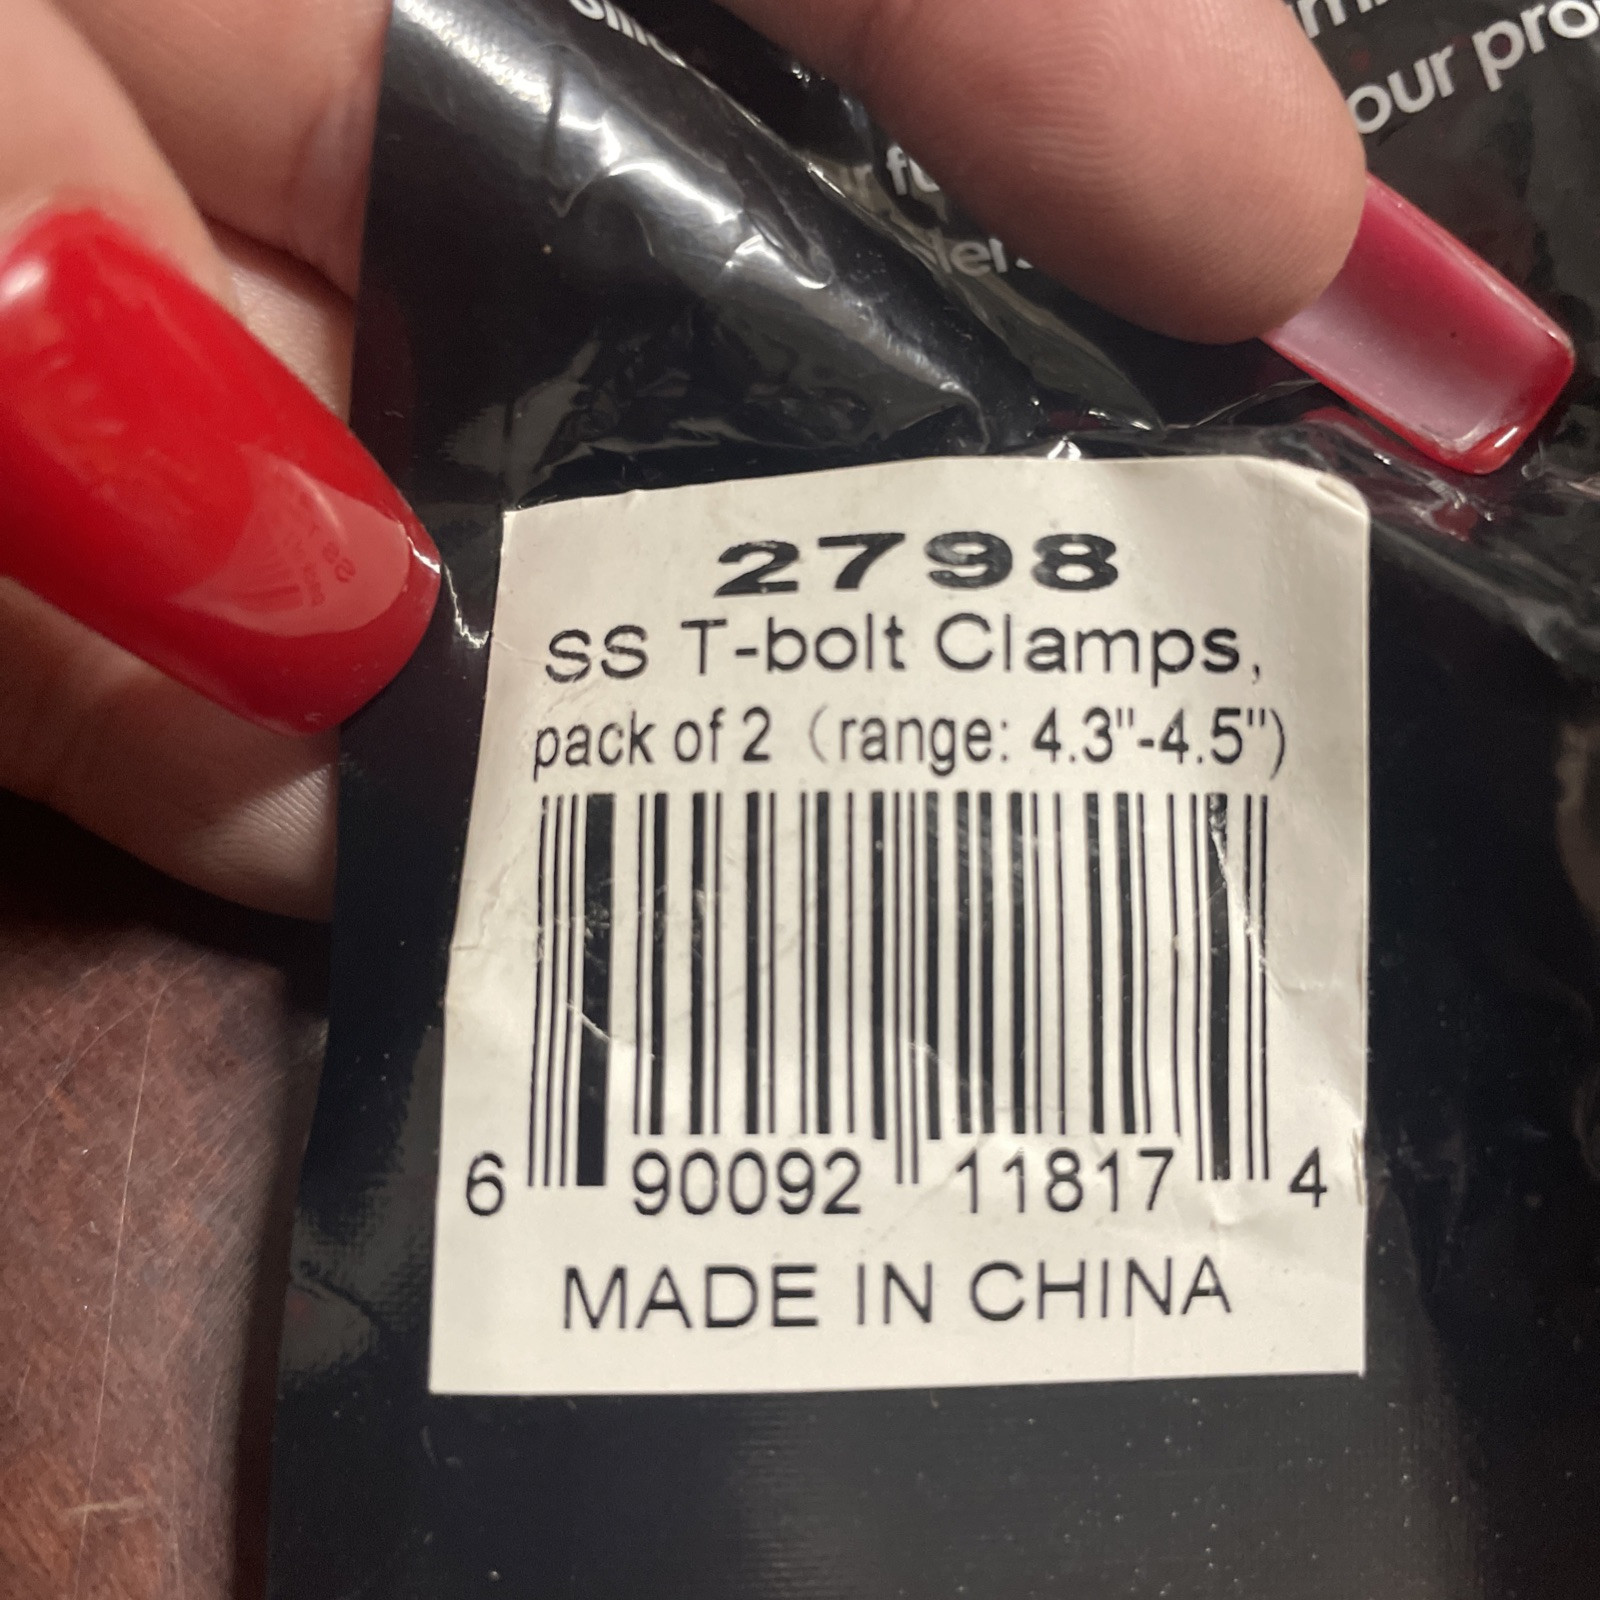 our
2798
SS T-bolt Clamps,
pack of 2 (range: 4.3"-4.5")
6 90092 11817 4
MADE IN CHINA